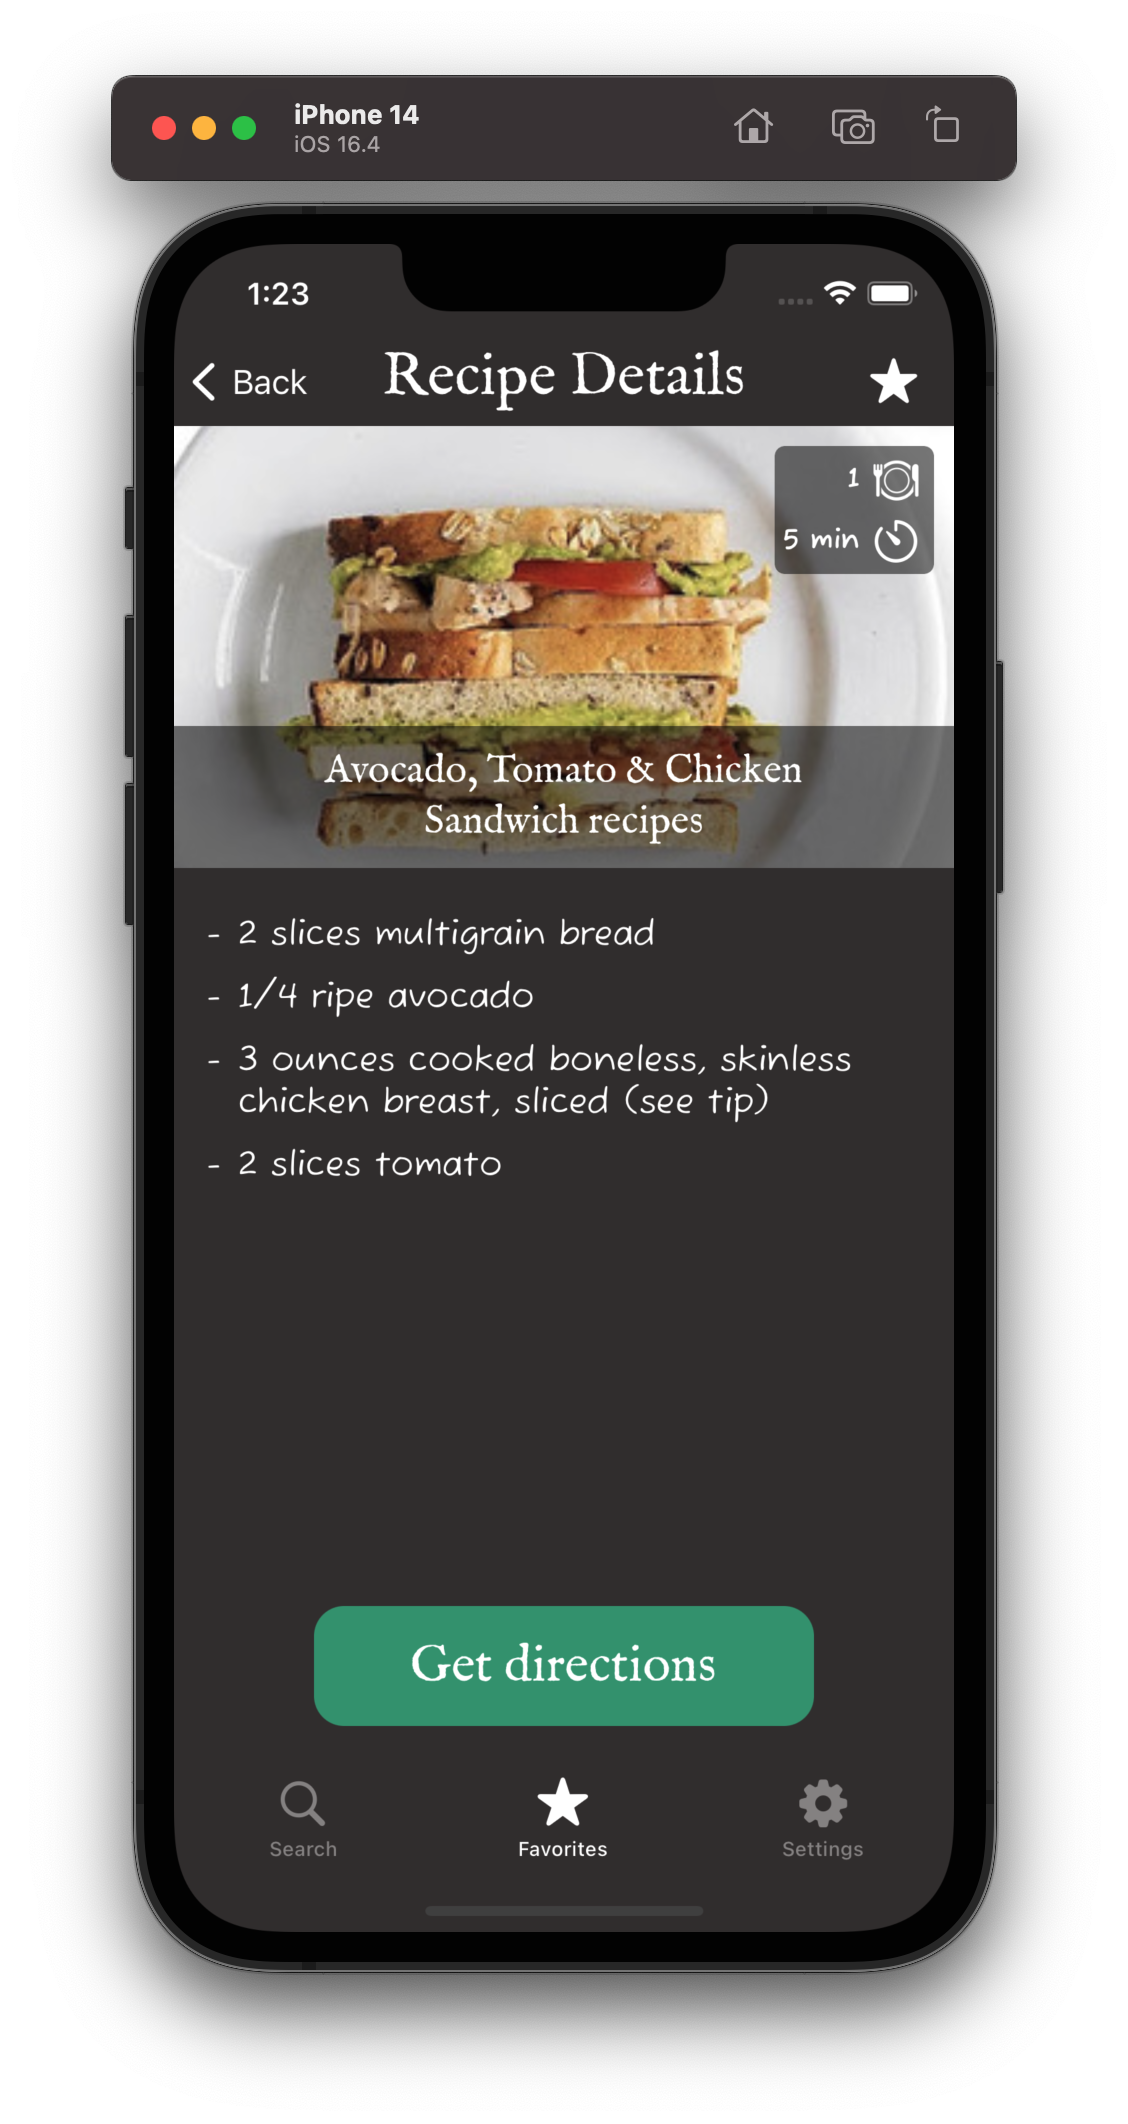 iPhone 14
iOS 16.4
1:23
Back
Recipe Details
1
5 min
Avocado, Tomato & Chicken
Sandwich recipes
- 2 slices multigrain bread
- 1/4 ripe avocado
- 3 ounces cooked boneless, skinless
chicken breast, sliced (see tip)
- 2 slices tomato
Get directions
Search
Favorites
Settings